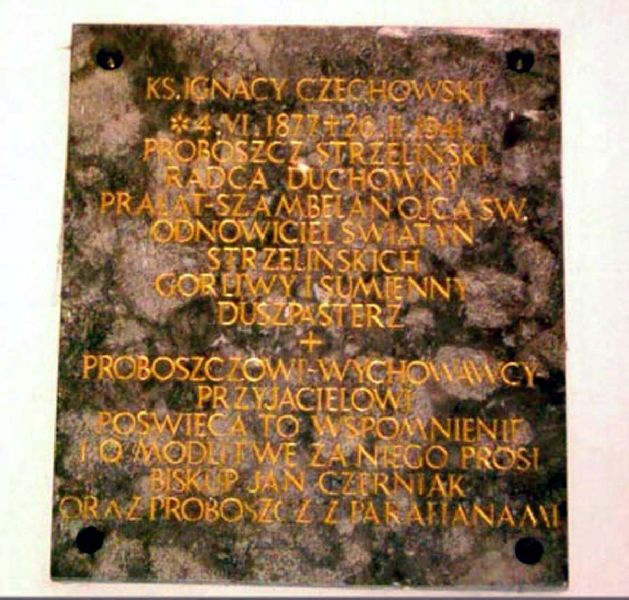 KS. IGNACY CZECHOWSKI
* 4. VI. 1877 + 26. II. 1941
PROBOSZCZ STRZELIŃSKI
RADCA DUCHOWNY
PRAŁAT-SZAMBELAN OJCA ŚW.
ODNOWICIEL ŚWIĄTYŃ
STRZELIŃSKICH
GORLIWY I SUMIENNY
DUSZPASTERZ
+
PROBOSZCZOWI-WYCHOWAWCY-
PRZYJACIELOWI
POŚWIĘCA TO WSPOMNIENIE
I O MODLITWĘ ZA NIEGO PROSI
BISKUP JAN CZERNIAK
ORAZ PROBOSZCZ Z PARAFIANAMI